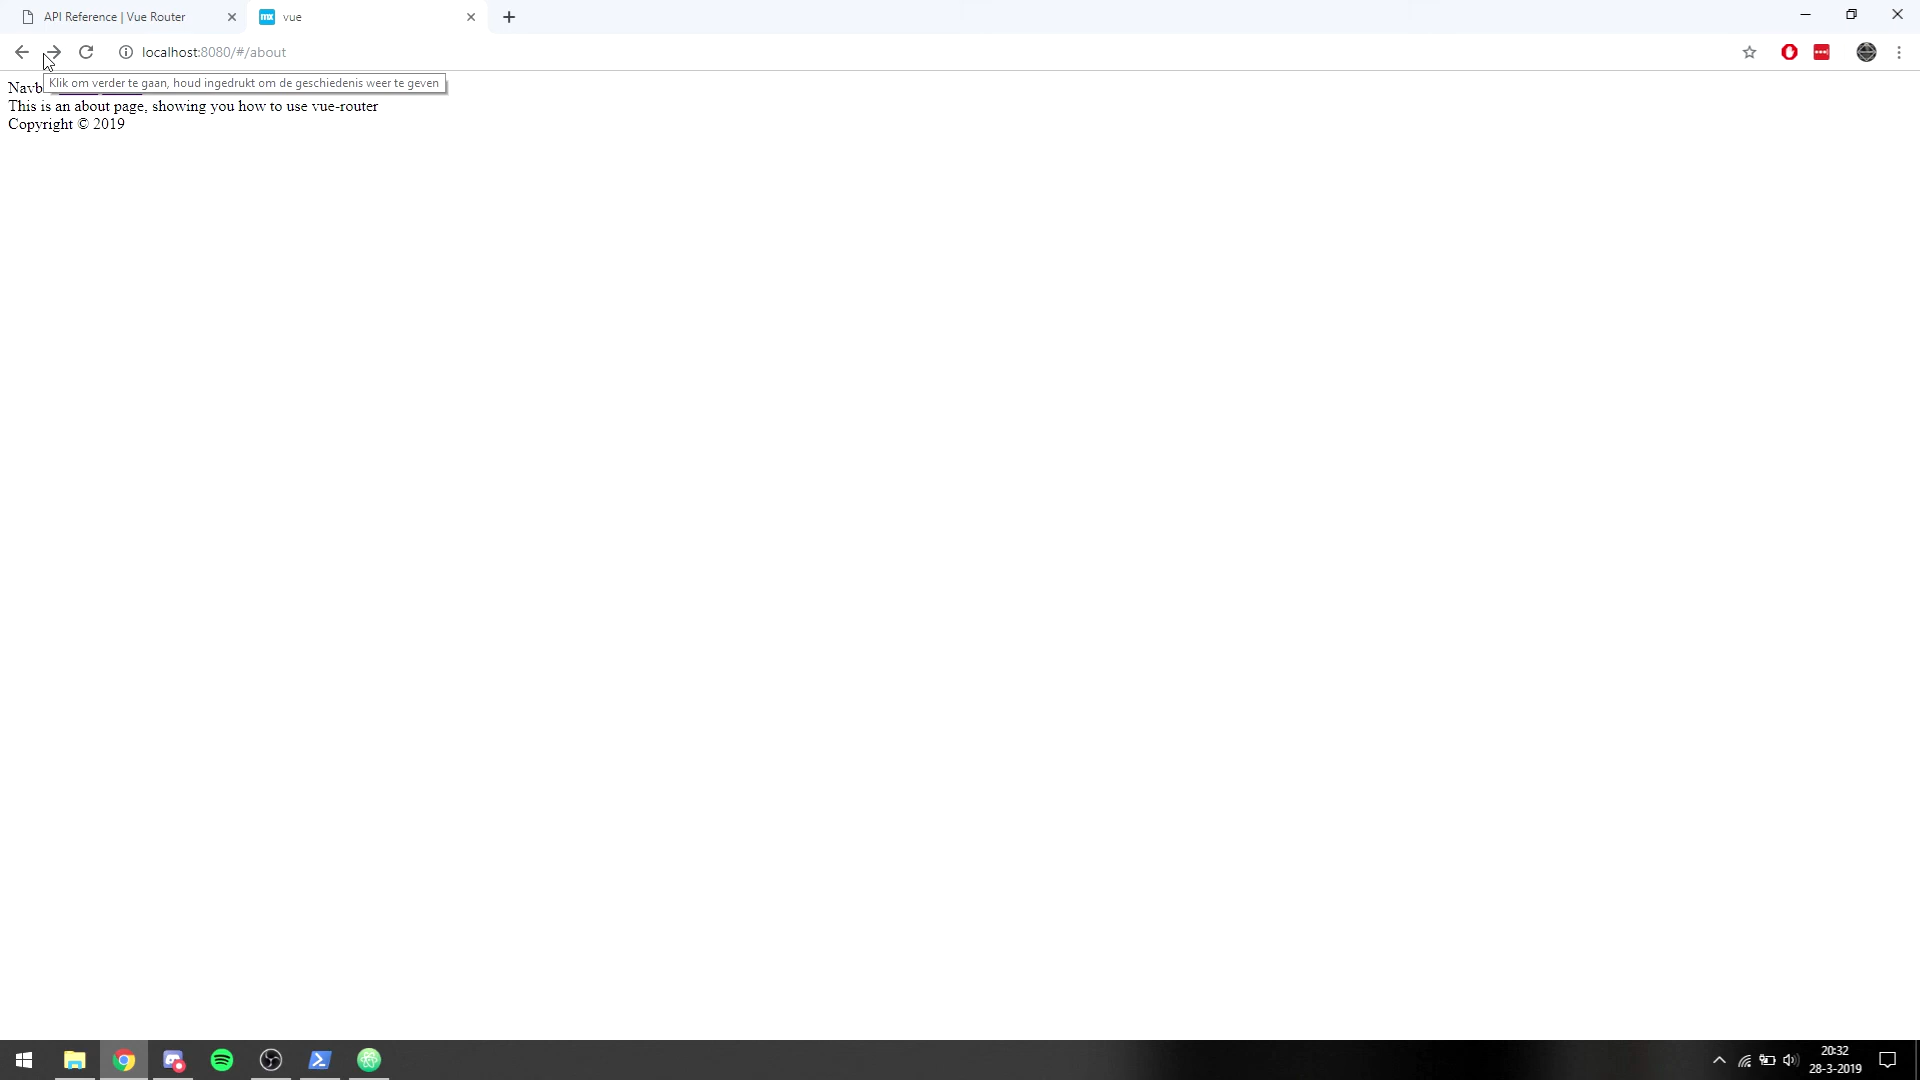 API Reference | Vue Router
mx vue
localhost:8080/#/about
Klik om verder te gaan, houd ingedrukt om de geschiedenis weer te geven
This is an about page, showing you how to use vue-router
Copyright © 2019
20:32
28-3-2019